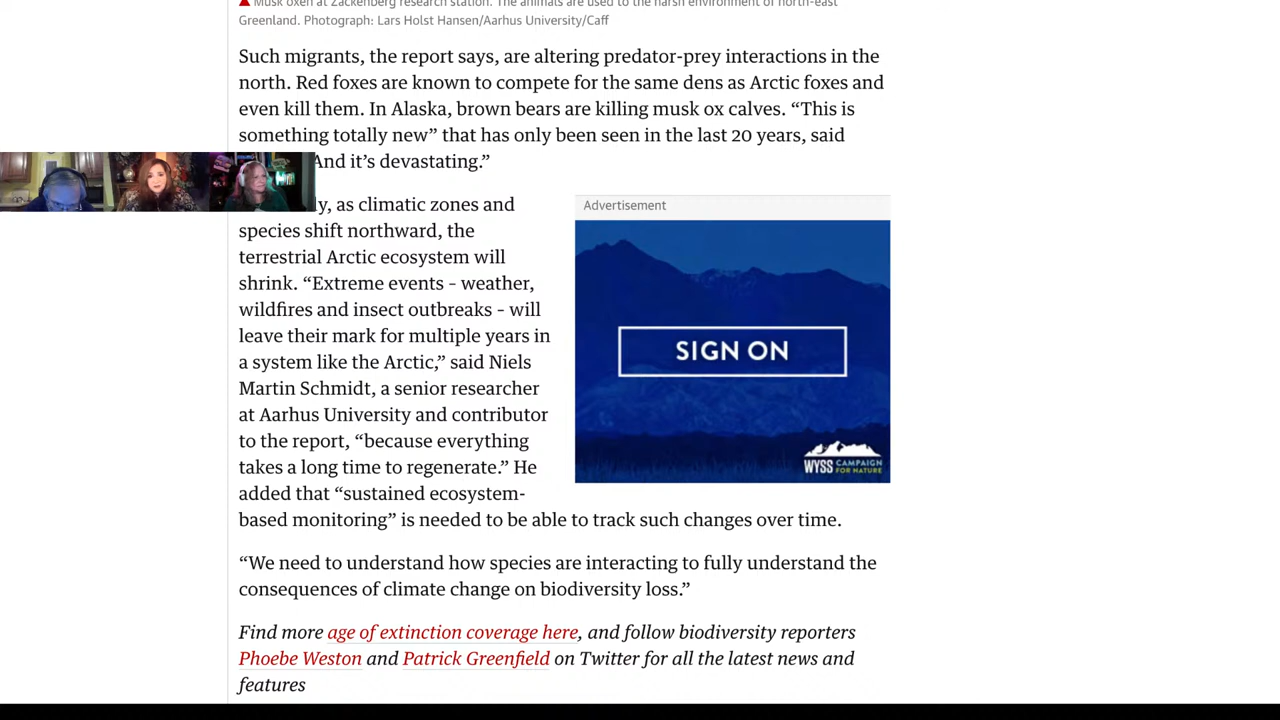 Musk oxen at Zackenberg research station. The animals are used to the harsh environment of north-east
Greenland. Photograph: Lars Holst Hansen/Aarhus University/Caff
Such migrants, the report says, are altering predator-prey interactions in the
north. Red foxes are known to compete for the same dens as Arctic foxes and
even kill them. In Alaska, brown bears are killing musk ox calves. “This is
something totally new” that has only been seen in the last 20 years, said
And it’s devastating.”
as climatic zones and
species shift northward, the
terrestrial Arctic ecosystem will
shrink. “Extreme events – weather,
wildfires and insect outbreaks – will
leave their mark for multiple years in
a system like the Arctic,” said Niels
Martin Schmidt, a senior researcher
at Aarhus University and contributor
to the report, “because everything
takes a long time to regenerate.” He
added that “sustained ecosystem-
based monitoring” is needed to be able to track such changes over time.
Advertisement
SIGN ON
WYSS CAMPAIGN
FOR NATURE
“We need to understand how species are interacting to fully understand the
consequences of climate change on biodiversity loss.”
Find more age of extinction coverage here, and follow biodiversity reporters
Phoebe Weston and Patrick Greenfield on Twitter for all the latest news and
features